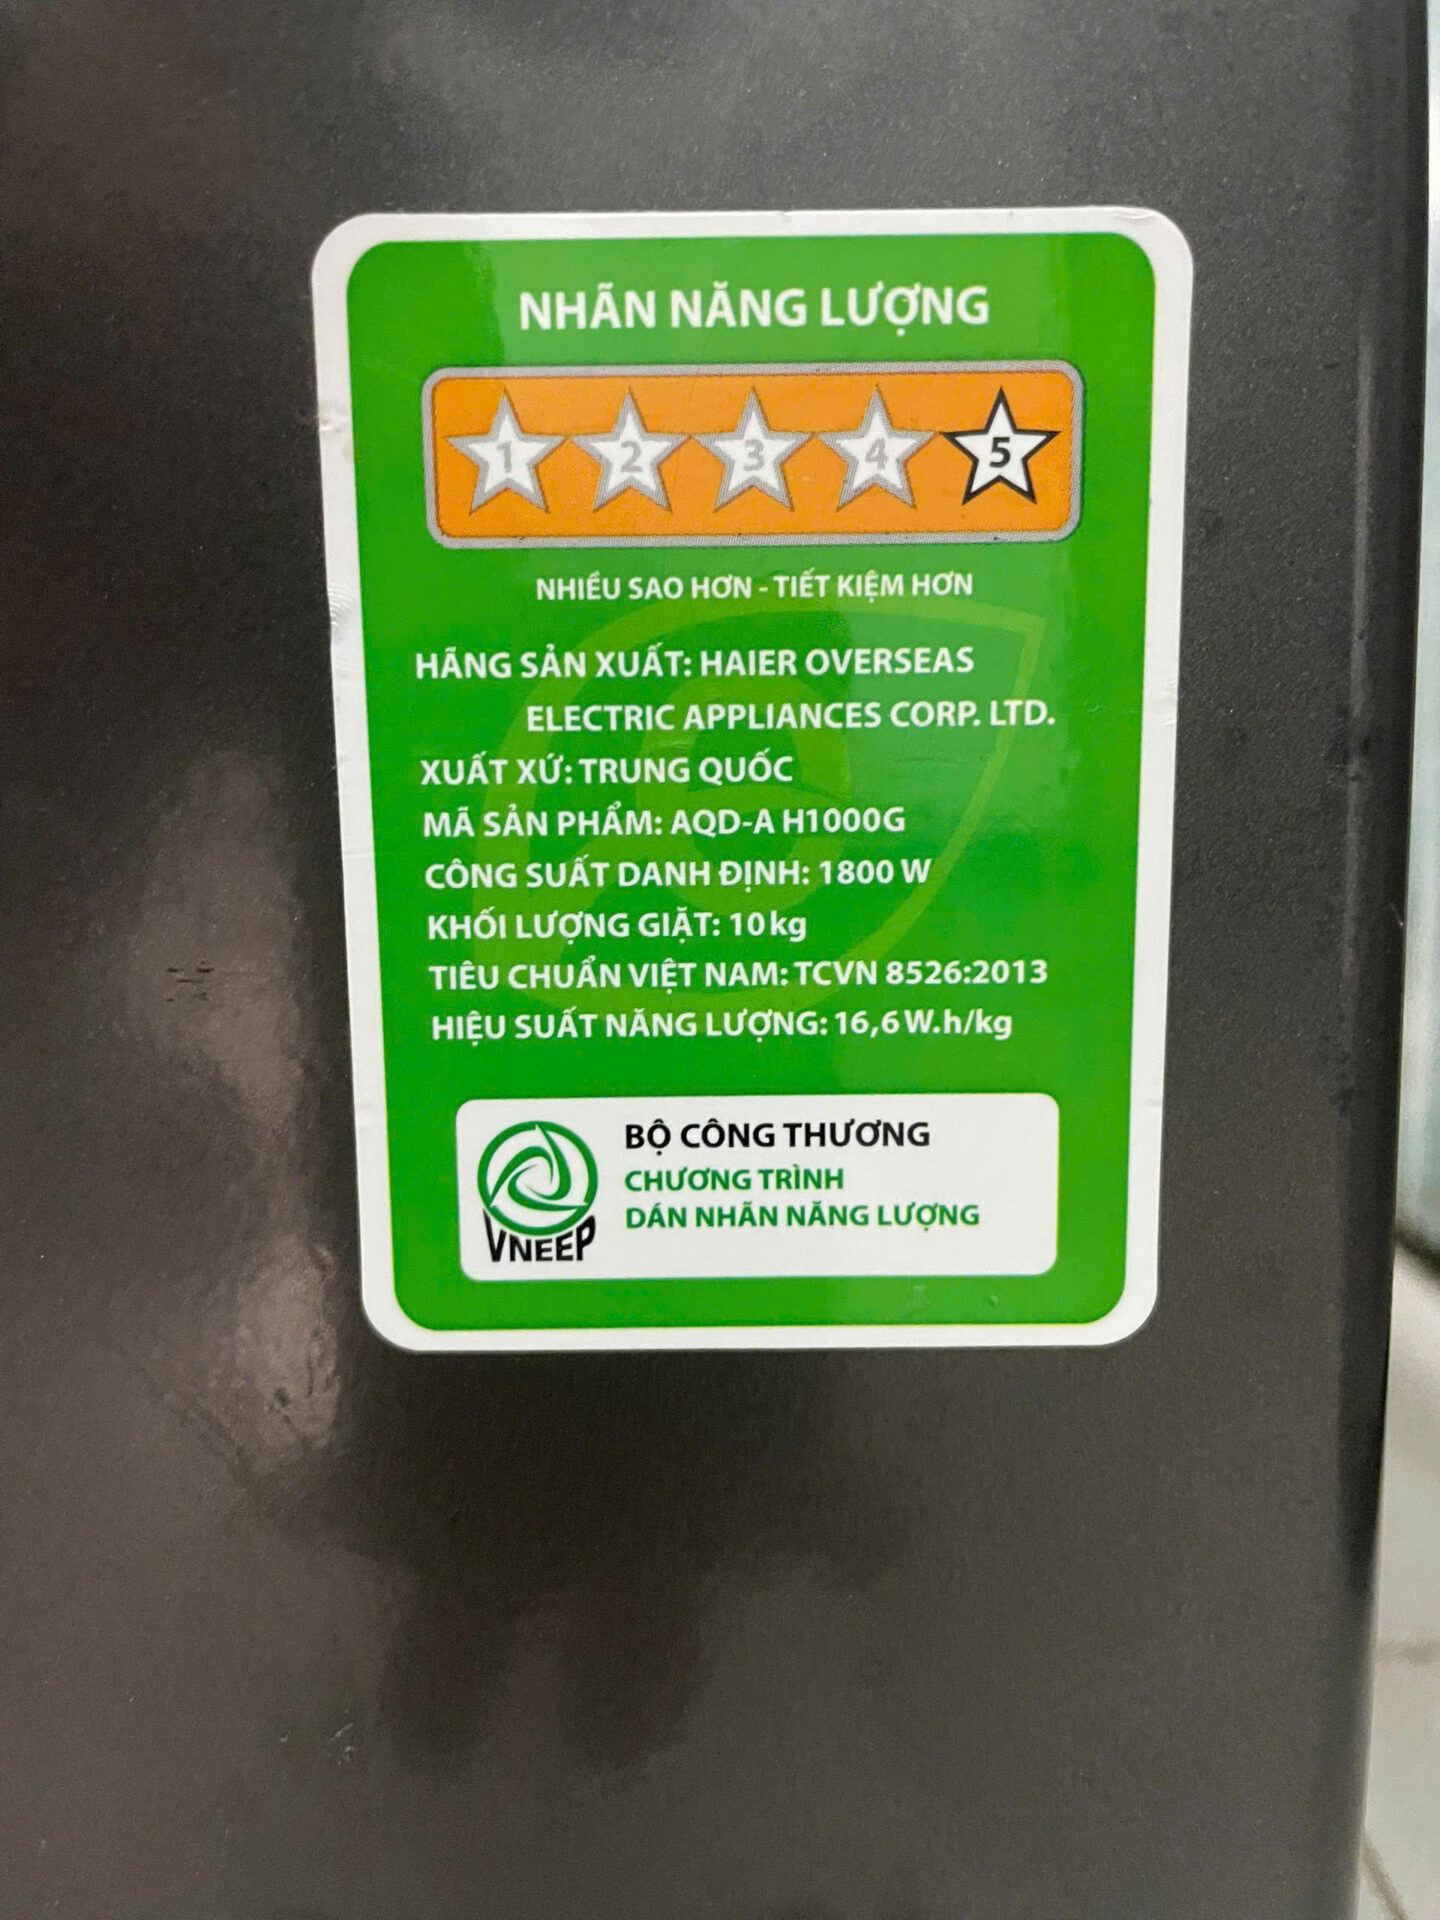 NHÃN NĂNG LƯỢNG
1 2 3 4 5
NHIỀU SAO HƠN - TIẾT KIỆM HƠN
HÃNG SẢN XUẤT: HAIER OVERSEAS
ELECTRIC APPLIANCES CORP. LTD.
XUẤT XỨ: TRUNG QUỐC
MÃ SẢN PHẨM: AQD-A H1000G
CÔNG SUẤT DANH ĐỊNH: 1800 W
KHỐI LƯỢNG GIẶT: 10 kg
TIÊU CHUẨN VIỆT NAM: TCVN 8526:2013
HIỆU SUẤT NĂNG LƯỢNG: 16,6 W.h/kg
BỘ CÔNG THƯƠNG
CHƯƠNG TRÌNH
DÁN NHÃN NĂNG LƯỢNG
VNEEP